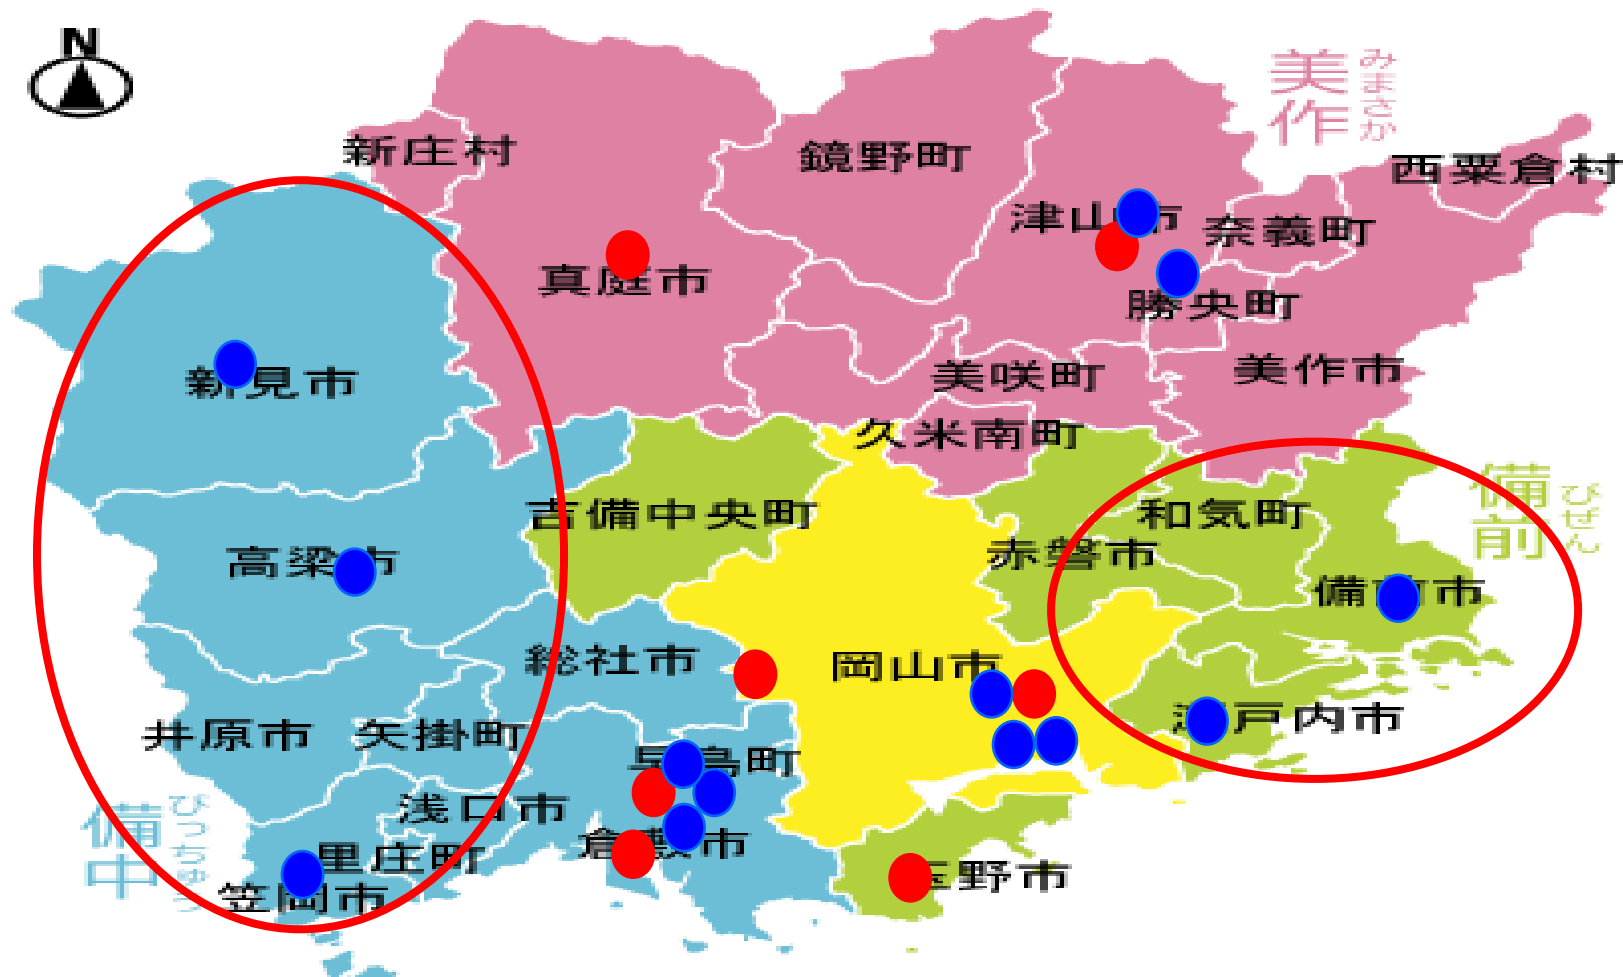 N
美作
みまさか
新庄村
鏡野町
西粟倉村
津山市
奈義町
真庭市
勝央町
新見市
美咲町
美作市
久米南町
備前
びぜん
吉備中央町
和気町
赤磐市
高梁市
備前市
総社市
岡山市
瀬戸内市
井原市
矢掛町
早島町
備中
びっちゅう
浅口市
倉敷市
里庄町
玉野市
笠岡市